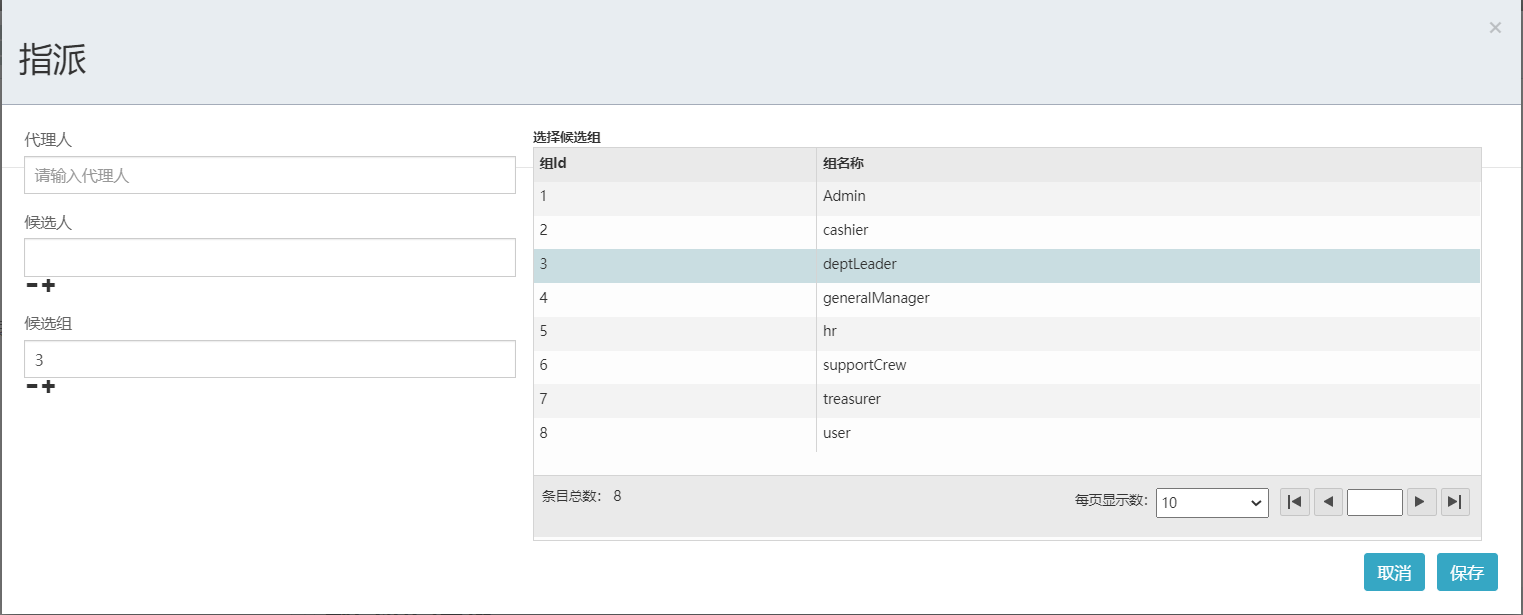 指派
×
代理人
请输入代理人
候选人
候选组
3
选择候选组
组Id 组名称
1 Admin
2 cashier
3 deptLeader
4 generalManager
5 hr
6 supportCrew
7 treasurer
8 user
条目总数： 8
每页显示数： 10
取消 保存